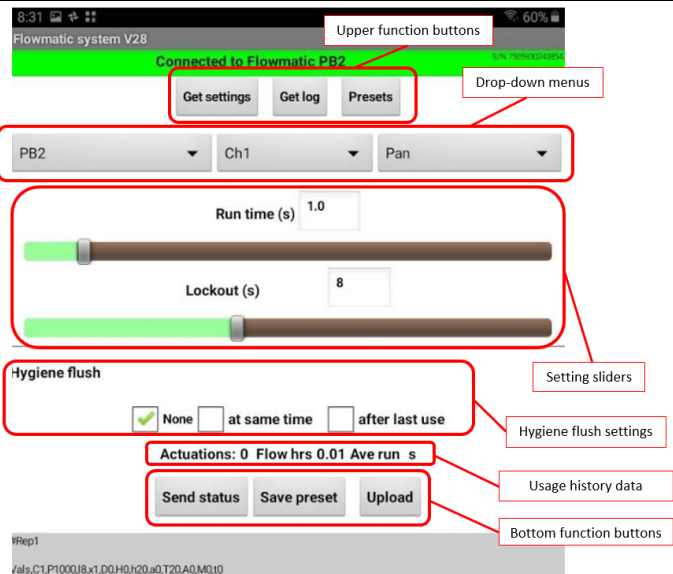 8:31 60%
Upper function buttons
Flowmatic system V28
Connected to Flowmatic PB2
Drop-down menus
Get settings Get log Presets
PB2 Ch1 Pan
Run time (s) 1.0
Lockout (s) 8
Setting sliders
Hygiene flush
None at same time after last use
Hygiene flush settings
Actuations: 0 Flow hrs 0.01 Ave run s
Usage history data
Send status Save preset Upload
Bottom function buttons
#Rep1
Vals,C1,P1000,I8,x1,D0,H0,h20,a0,T20,A0,M0,t0